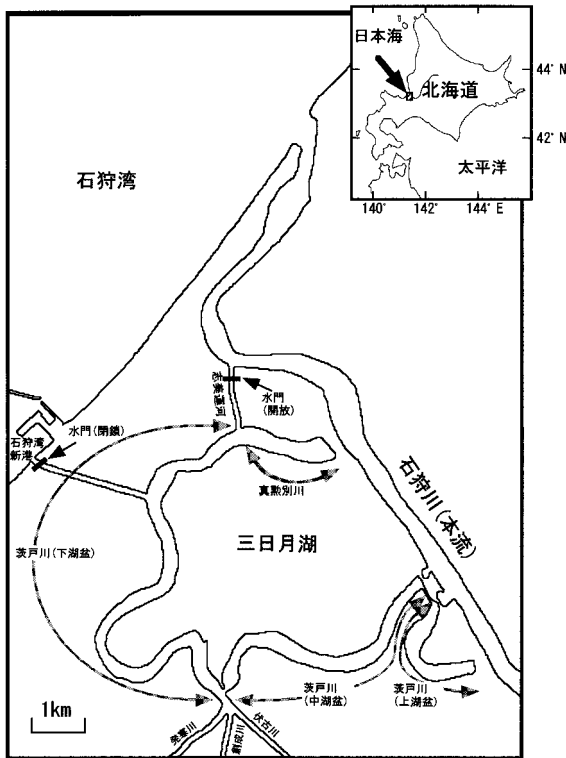 日本海
44° N
北海道
42° N
太平洋
140°
142°
144° E
石狩湾
志美運河
水門
(開放)
石狩湾
新港
水門(閉鎖)
真勲別川
石狩川(本流)
茨戸川(下湖盆)
三日月湖
茨戸川
(中湖盆)
茨戸川
(上湖盆)
1km
発寒川
創成川
伏古川